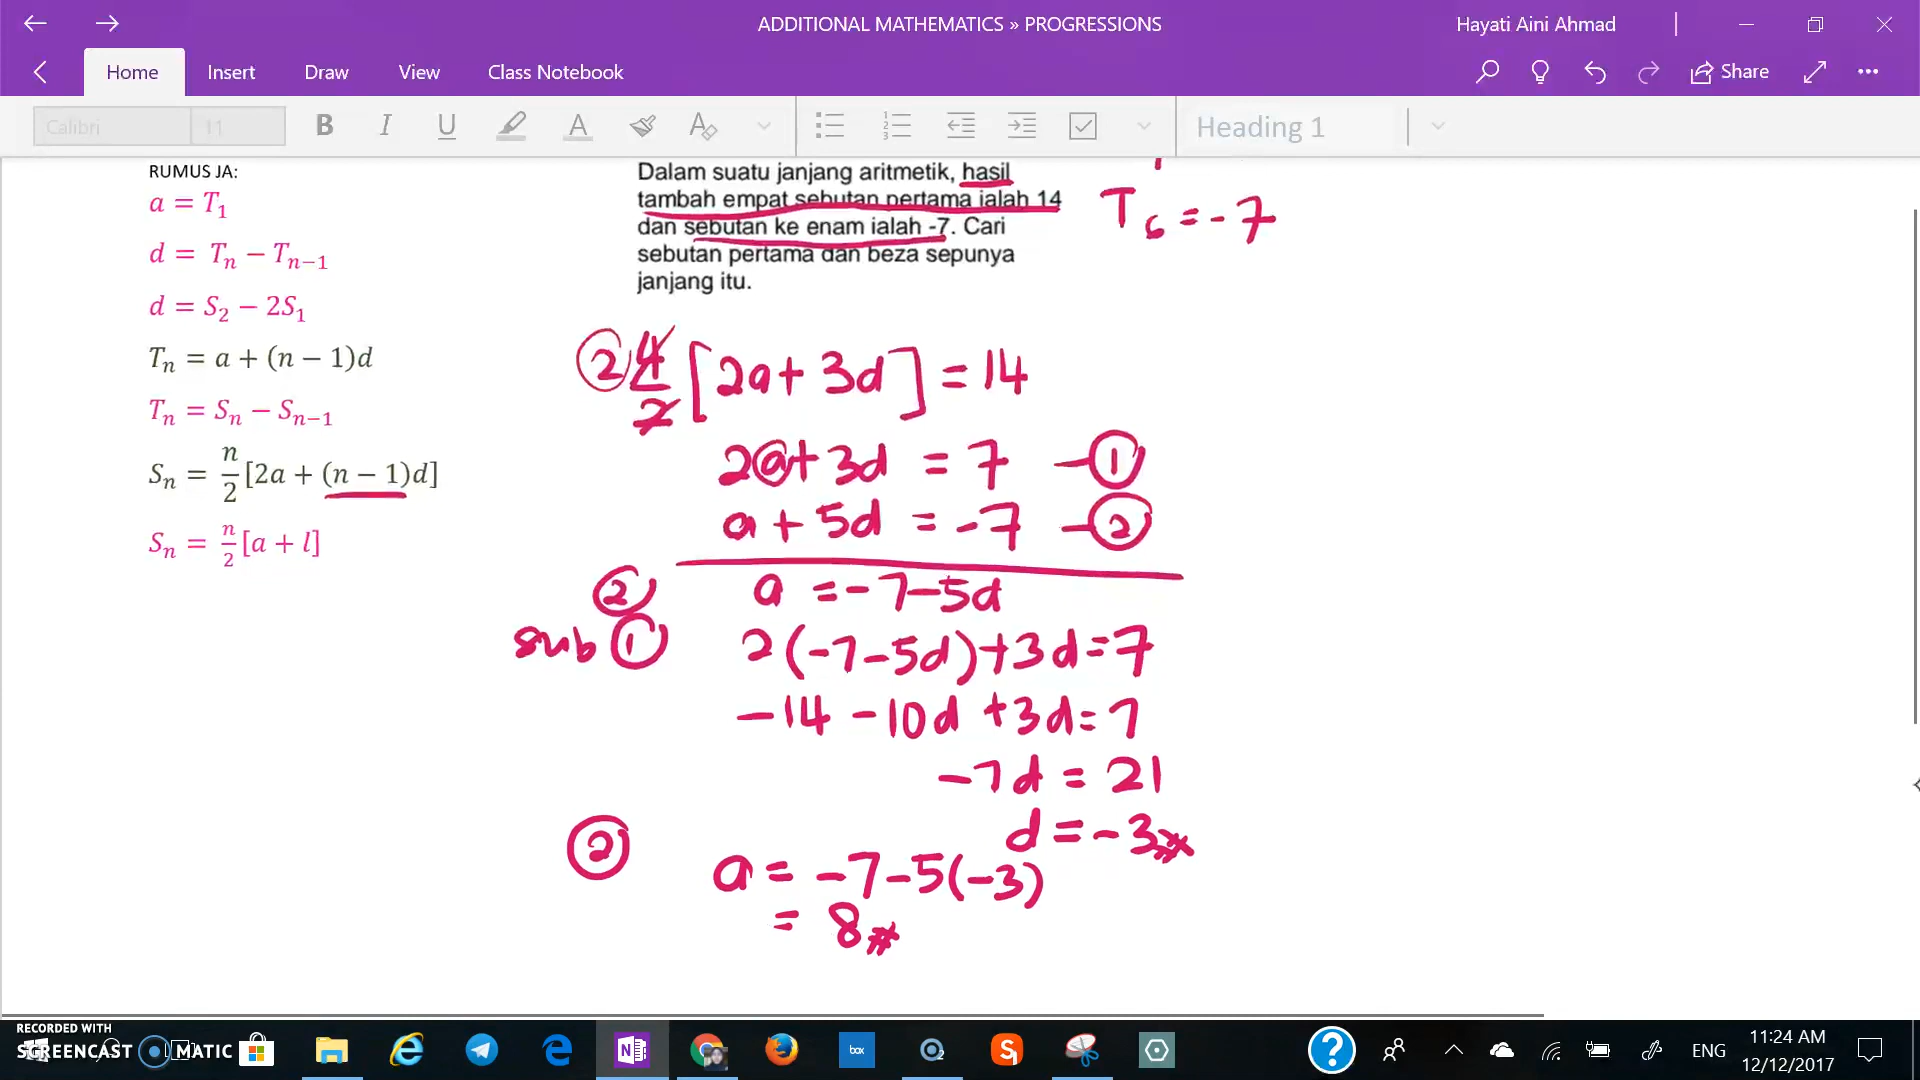 ADDITIONAL MATHEMATICS » PROGRESSIONS
Hayati Aini Ahmad
Home Insert Draw View Class Notebook
Share
Calibri 11 B I U A A Heading 1
RUMUS JA:
a = T₁
d = Tₙ − Tₙ₋₁
d = S₂ − 2S₁
Tₙ = a + (n − 1)d
Tₙ = Sₙ − Sₙ₋₁
Sₙ = n/2 [2a + (n − 1)d]
Sₙ = n/2 [a + l]
Dalam suatu janjang aritmetik, hasil
tambah empat sebutan pertama ialah 14
dan sebutan ke enam ialah -7. Cari
sebutan pertama dan beza sepunya
janjang itu.
T₆ = -7
② 4/2 [2a + 3d] = 14
2a + 3d = 7 — ①
a + 5d = -7 — ②
② a = -7 - 5d
sub ① 2(-7 - 5d) + 3d = 7
-14 - 10d + 3d = 7
-7d = 21
d = -3
② a = -7 - 5(-3)
= 8
RECORDED WITH
SCREENCAST MATIC
N
box
?
ENG
11:24 AM
12/12/2017